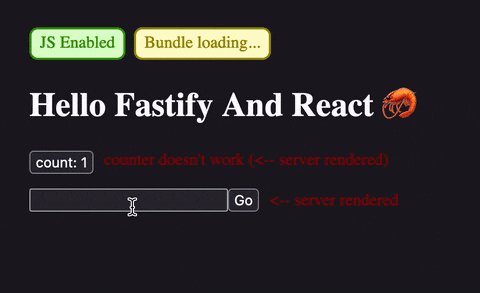 JS Enabled
Bundle loading...
Hello Fastify And React 🦐
count: 1 counter doesn't work (<-- server rendered)
Go <-- server rendered